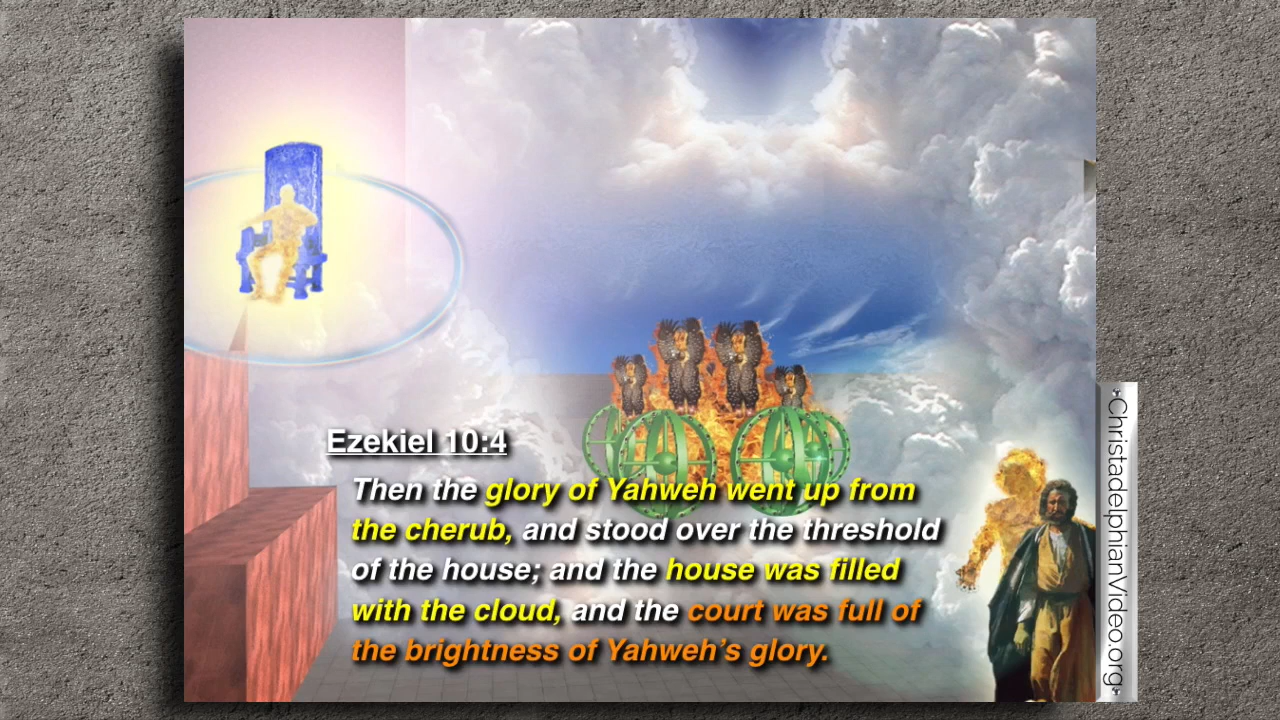 Ezekiel 10:4
Then the glory of Yahweh went up from
the cherub, and stood over the threshold
of the house; and the house was filled
with the cloud, and the court was full of
the brightness of Yahweh’s glory.
ChristadelphianVideo.org